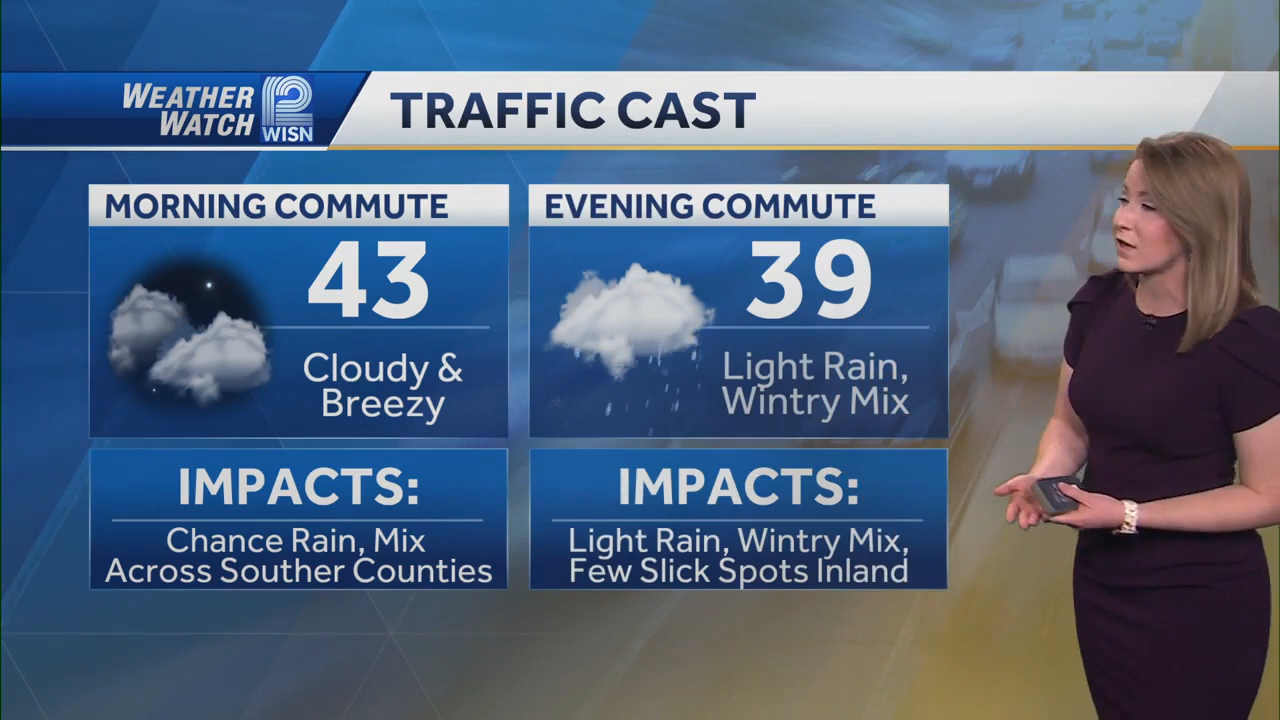 WEATHER
WATCH
12
WISN
TRAFFIC CAST
MORNING COMMUTE
43
Cloudy &
Breezy
IMPACTS:
Chance Rain, Mix
Across Souther Counties
EVENING COMMUTE
39
Light Rain,
Wintry Mix
IMPACTS:
Light Rain, Wintry Mix,
Few Slick Spots Inland